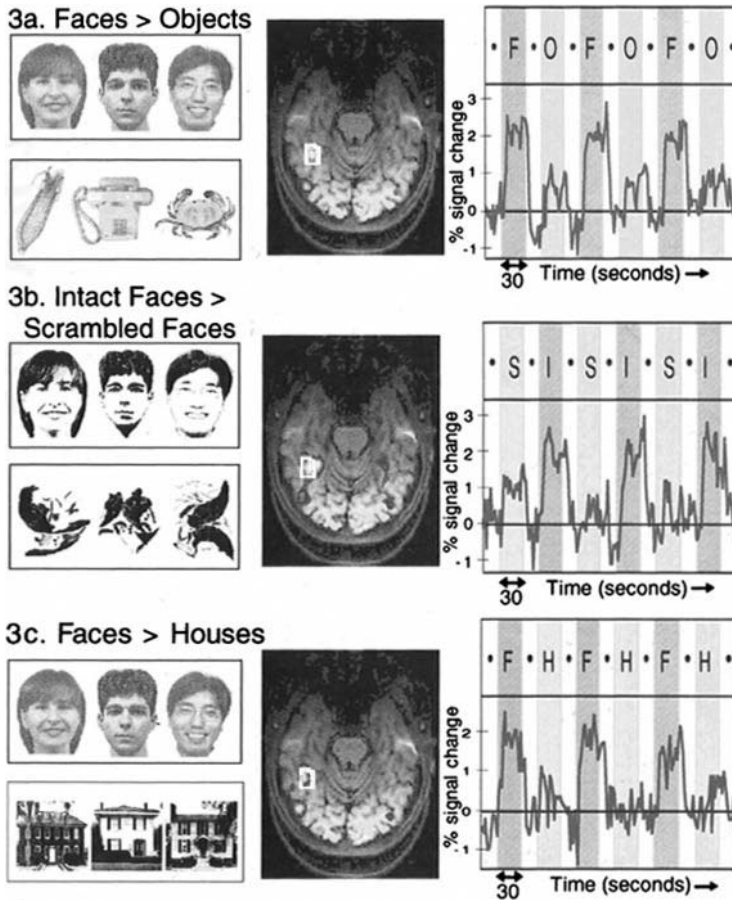 3a. Faces > Objects
• F • O • F • O • F • O •
% signal change
3
2
1
0
-1
30
Time (seconds) →
3b. Intact Faces >
Scrambled Faces
• S • I • S • I • S • I •
% signal change
3
2
1
0
-1
30
Time (seconds) →
3c. Faces > Houses
• F • H • F • H • F • H •
% signal change
2
1
0
-1
30
Time (seconds) →